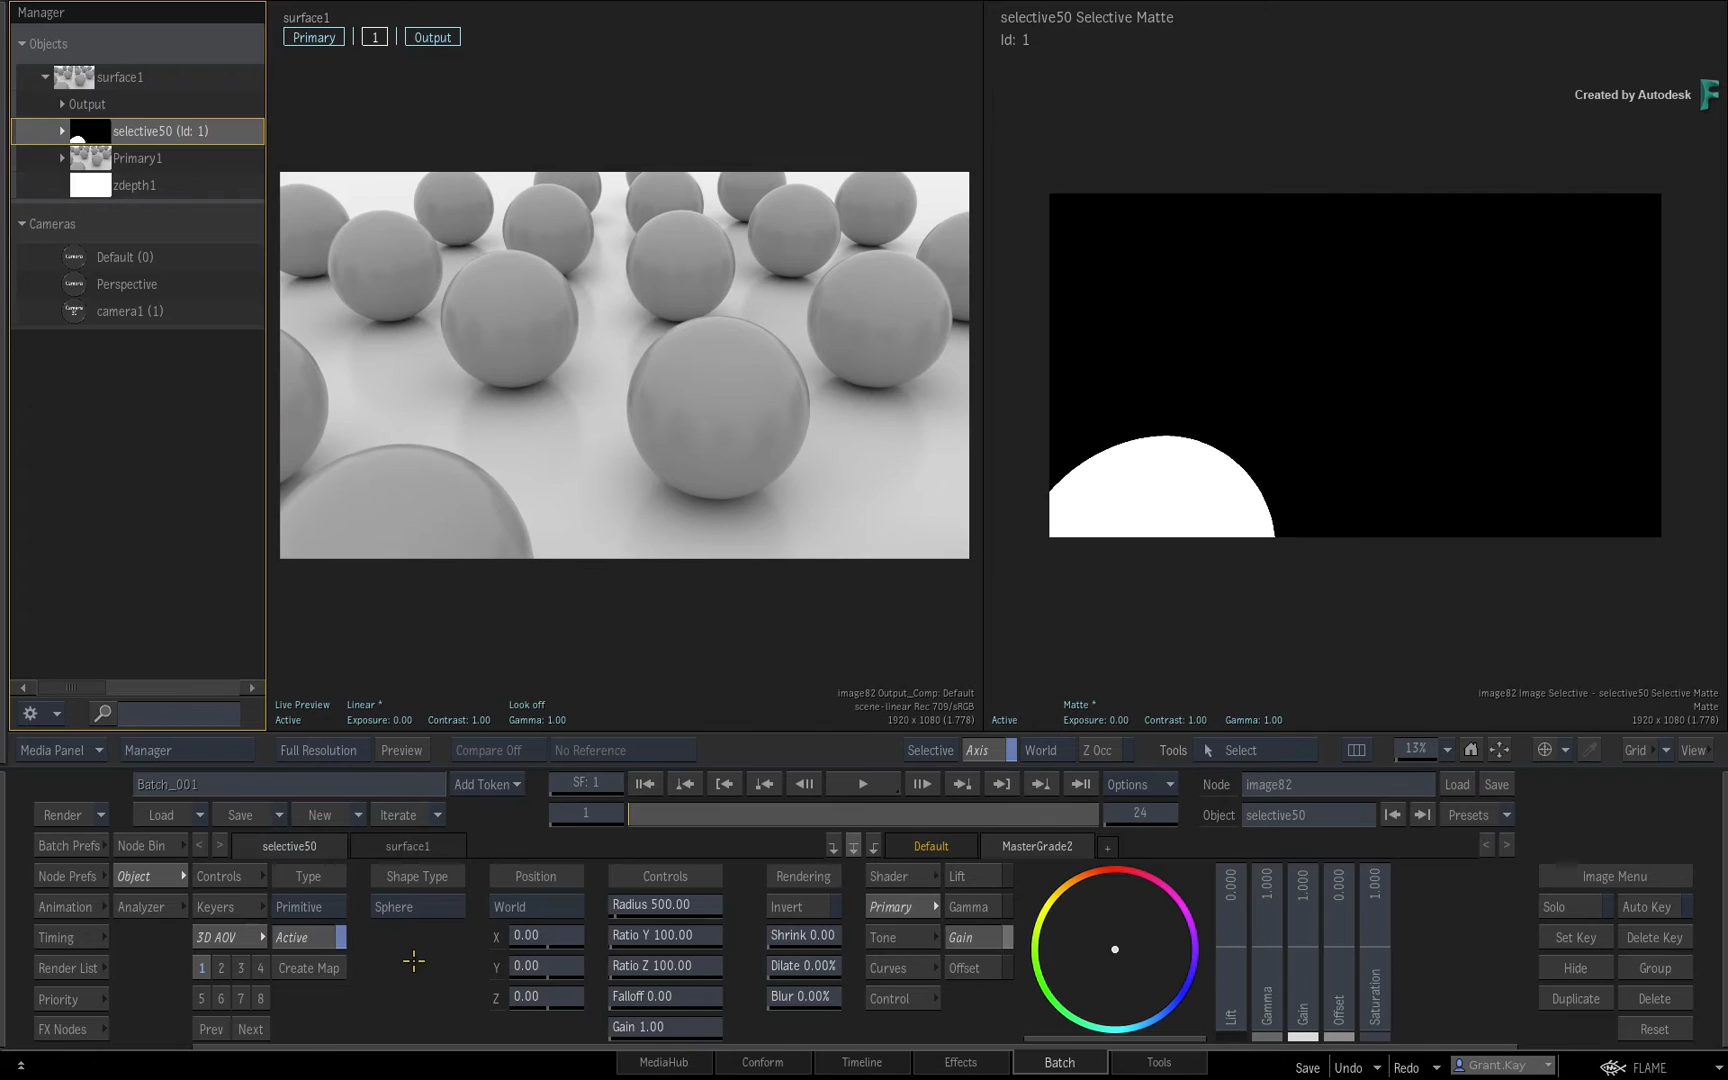 Manager
Objects
surface1
Output
selective50 (Id: 1)
Primary1
zdepth1
Cameras
Default (0)
Perspective
camera1 (1)
surface1
Primary | 1 | Output
selective50 Selective Matte
Id: 1
Created by Autodesk
Live Preview Linear * Look off
Active Exposure: 0.00 Contrast: 1.00 Gamma: 1.00
image82 Output_Comp: Default
scene-linear Rec 709/sRGB
1920 x 1080 (1.778)
Matte *
Active Exposure: 0.00 Contrast: 1.00 Gamma: 1.00
image82 Image Selective - selective50 Selective Matte
Matte
1920 x 1080 (1.778)
Media Panel Manager Full Resolution Preview Compare Off No Reference Selective Axis World Z Occ Tools Select 13% Grid View
Batch_001 Add Token SF: 1 Options Node image82 Load Save
Render Load Save New Iterate 1 24 Object selective50 Presets
Batch Prefs Node Bin < > selective50 surface1 Default MasterGrade2 + < >
Node Prefs Object Controls Type Shape Type Position Controls Rendering Shader Lift Image Menu
Animation Analyzer Keyers Primitive Sphere World Radius 500.00 Invert Primary Gamma Solo Auto Key
Timing 3D AOV Active X 0.00 Ratio Y 100.00 Shrink 0.00 Tone Gain Set Key Delete Key
Render List 1 2 3 4 Create Map Y 0.00 Ratio Z 100.00 Dilate 0.00% Curves Offset Hide Group
Priority 5 6 7 8 Z 0.00 Falloff 0.00 Blur 0.00% Control Duplicate Delete
FX Nodes Prev Next Gain 1.00 Reset
0.000 1.000 1.000 0.000 1.000
Lift Gamma Gain Offset Saturation
MediaHub Conform Timeline Effects Batch Tools Save Undo Redo Grant.Kay FLAME